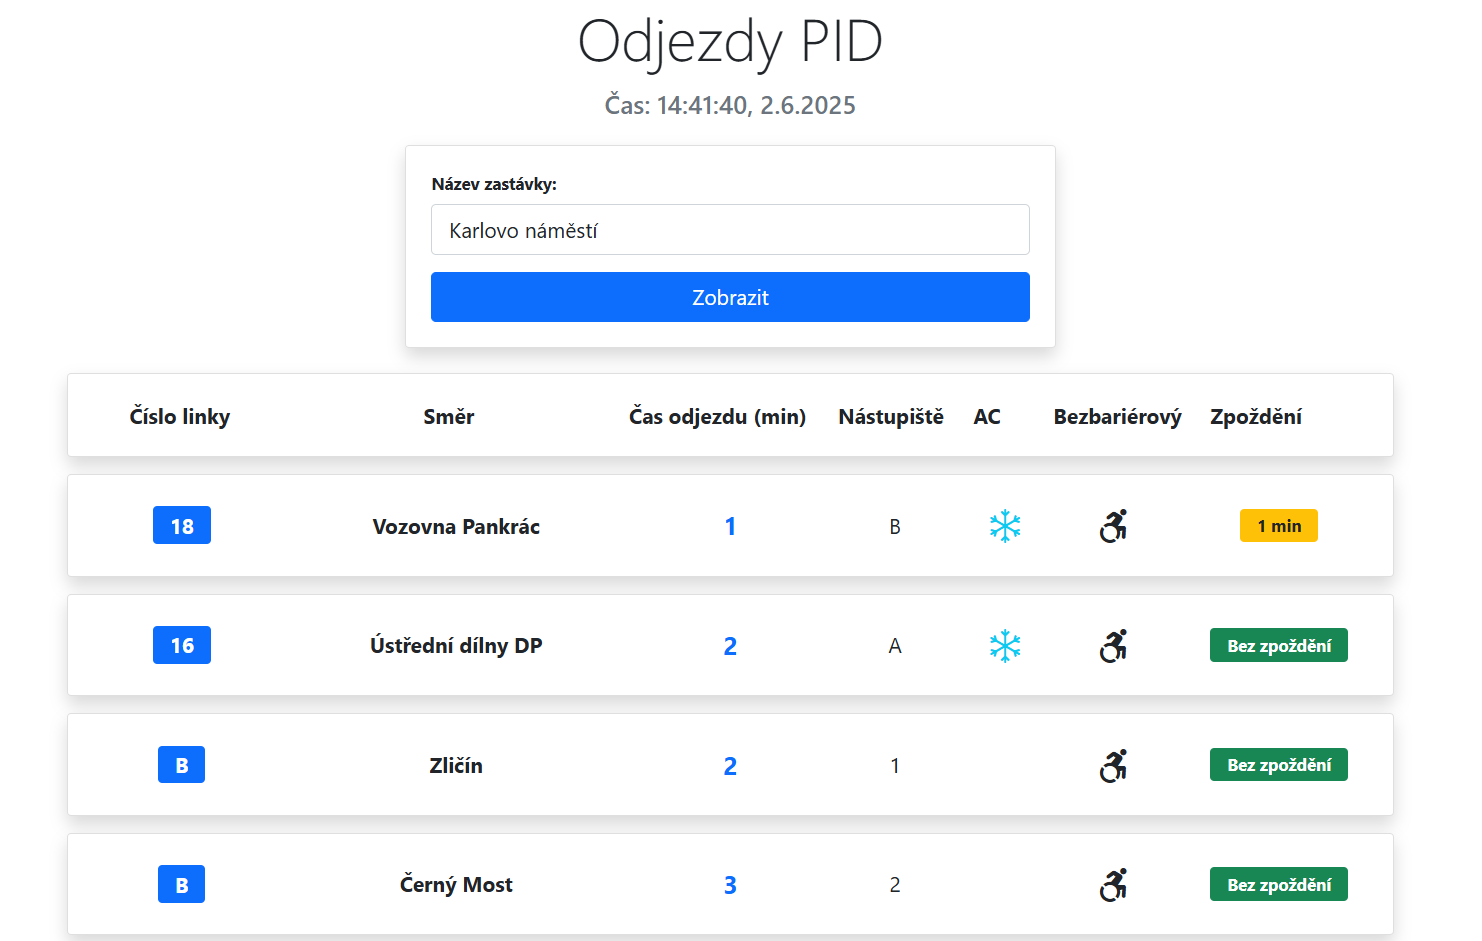 Odjezdy PID
Čas: 14:41:40, 2.6.2025
Název zastávky:
Karlovo náměstí
Zobrazit
Číslo linky Směr Čas odjezdu (min) Nástupiště AC Bezbariérový Zpoždění
18 Vozovna Pankrác 1 B 1 min
16 Ústřední dílny DP 2 A Bez zpoždění
B Zličín 2 1 Bez zpoždění
B Černý Most 3 2 Bez zpoždění